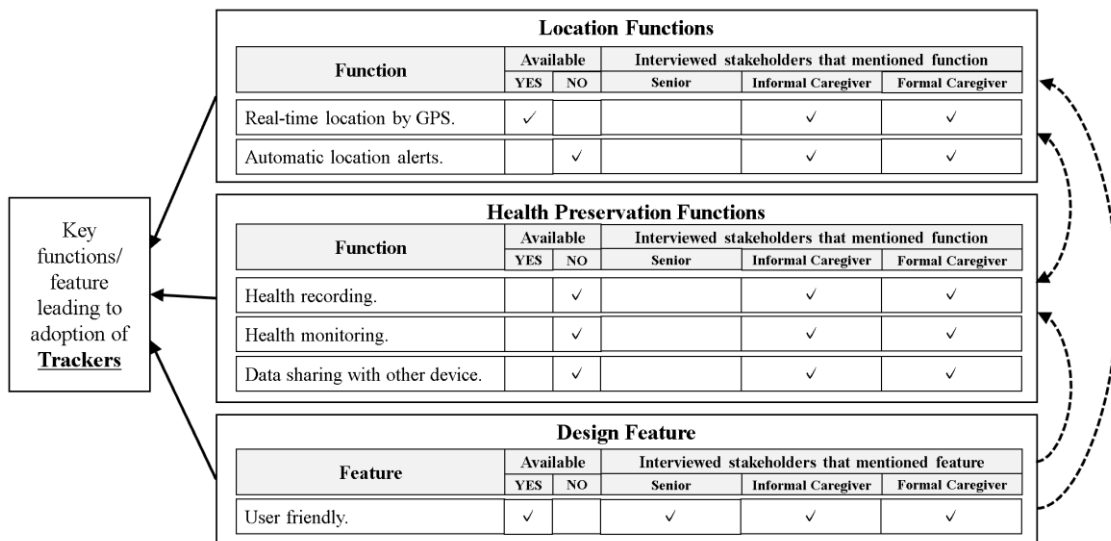 Location Functions
Function
Available
Interviewed stakeholders that mentioned function
YES
NO
Senior
Informal Caregiver
Formal Caregiver
Real-time location by GPS.
✓ ✓ ✓
Automatic location alerts.
✓ ✓ ✓
Key
functions/
feature
leading to
adoption of
Trackers
Health Preservation Functions
Function
Available
Interviewed stakeholders that mentioned function
YES
NO
Senior
Informal Caregiver
Formal Caregiver
Health recording.
✓ ✓ ✓
Health monitoring.
✓ ✓ ✓
Data sharing with other device.
✓ ✓ ✓
Design Feature
Feature
Available
Interviewed stakeholders that mentioned feature
YES
NO
Senior
Informal Caregiver
Formal Caregiver
User friendly.
✓ ✓ ✓ ✓